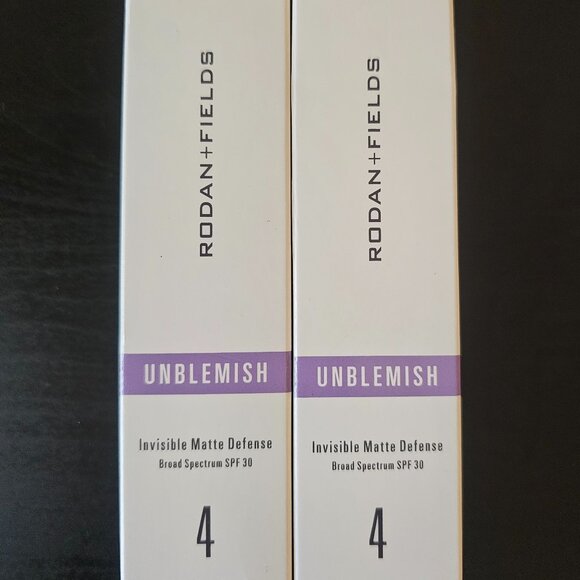 RODAN+FIELDS
UNBLEMISH
Invisible Matte Defense
Broad Spectrum SPF 30
4
RODAN+FIELDS
UNBLEMISH
Invisible Matte Defense
Broad Spectrum SPF 30
4